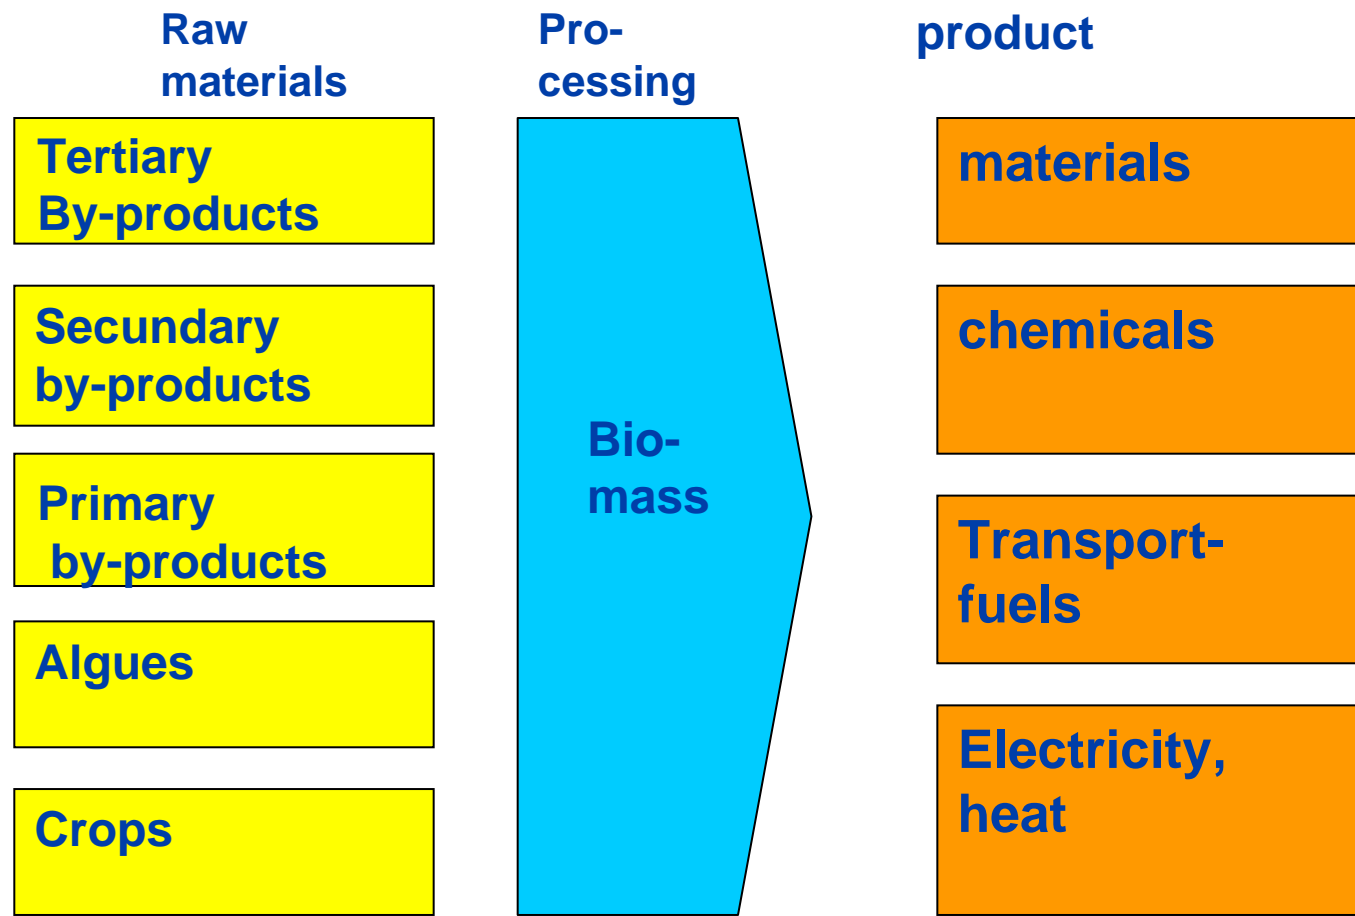 Raw
materials
Pro-
cessing
product
Tertiary
By-products
Secundary
by-products
Primary
by-products
Algues
Crops
Bio-
mass
materials
chemicals
Transport-
fuels
Electricity,
heat